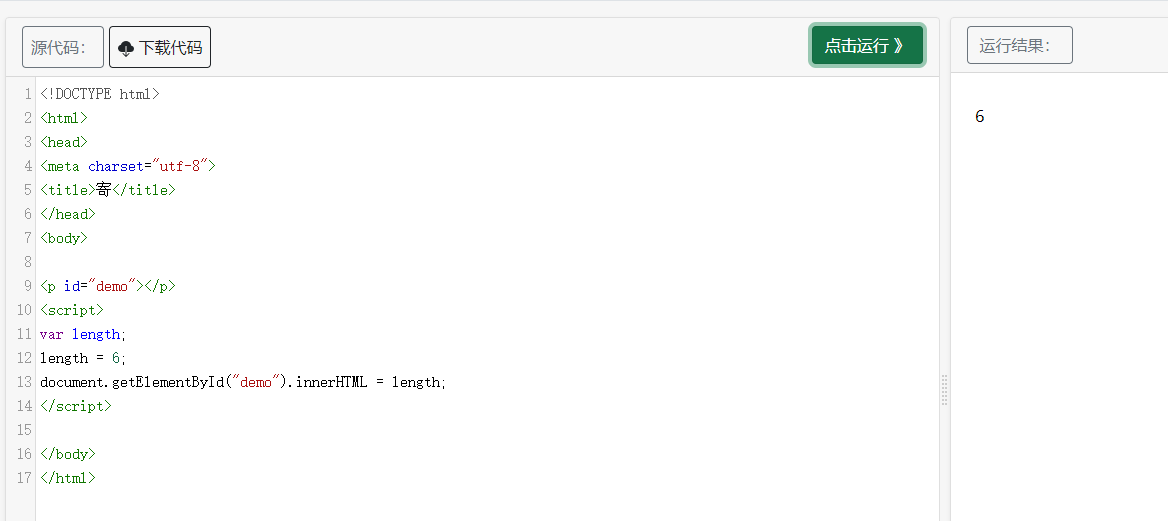 源代码：
下载代码
点击运行 》
运行结果：
1 <!DOCTYPE html>
2 <html>
3 <head>
4 <meta charset="utf-8">
5 <title>寄</title>
6 </head>
7 <body>
8
9 <p id="demo"></p>
10 <script>
11 var length;
12 length = 6;
13 document.getElementById("demo").innerHTML = length;
14 </script>
15
16 </body>
17 </html>
6